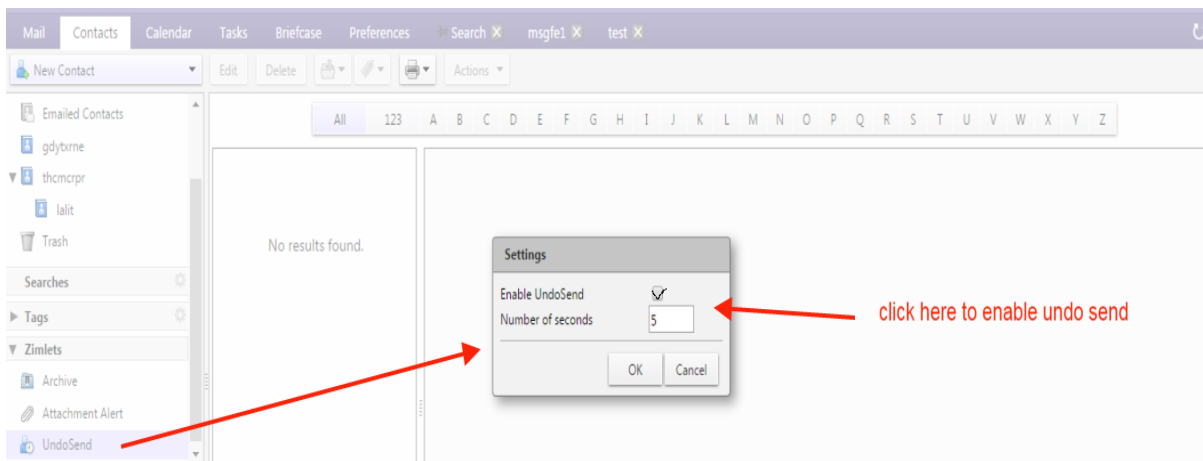 Mail Contacts Calendar Tasks Briefcase Preferences Search msgfe1 test
New Contact Edit Delete Actions
Emailed Contacts
All 123 A B C D E F G H I J K L M N O P Q R S T U V W X Y Z
gdytxrne
thcmcrpr
lalit
Trash
No results found.
Settings
Searches
Enable UndoSend
Number of seconds 5
click here to enable undo send
Tags
Zimlets
OK Cancel
Archive
Attachment Alert
UndoSend